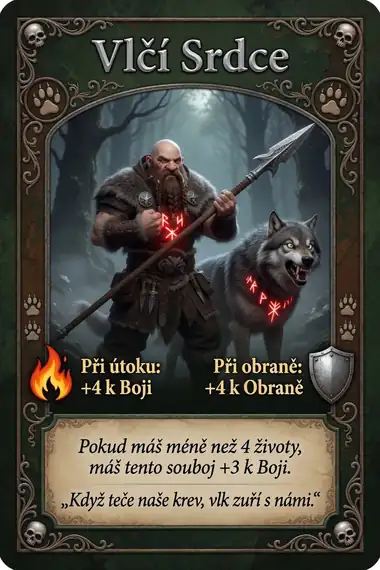 Vlčí Srdce
Při útoku:
+4 k Boji
Při obraně:
+4 k Obraně
Pokud máš méně než 4 životy,
máš tento souboj +3 k Boji.
„Když teče naše krev, vlk zuří s námi.“